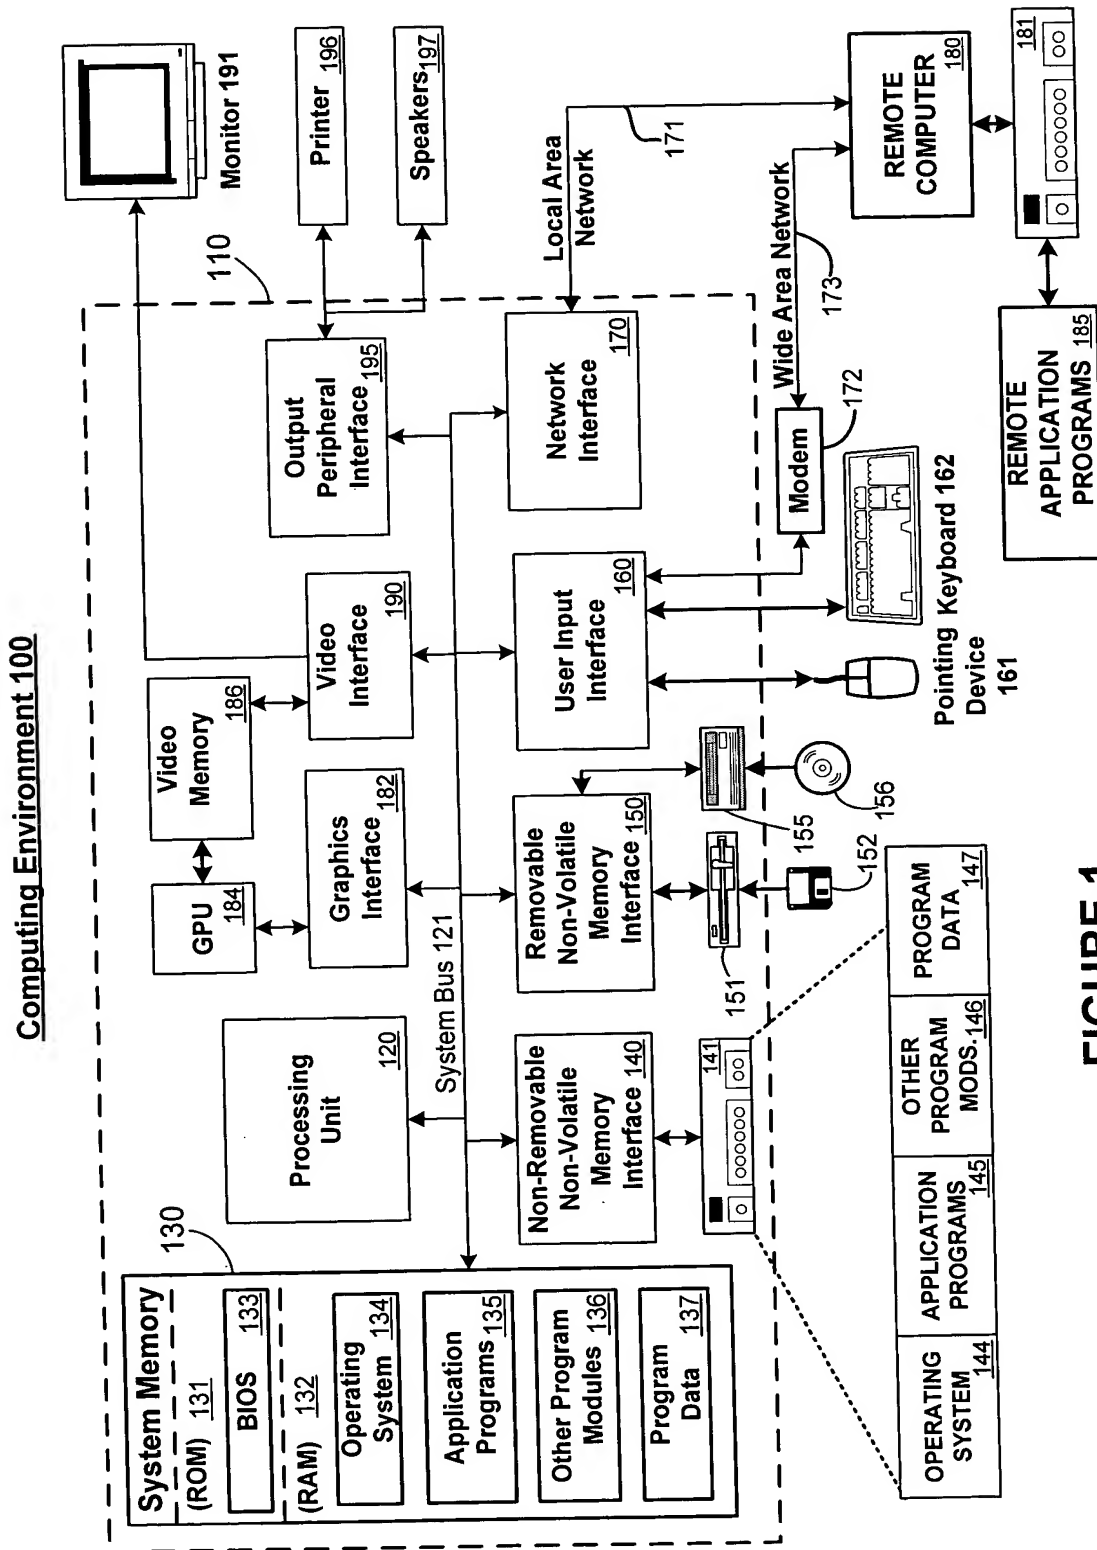 Computing Environment 100
System Memory
(ROM) 131
BIOS 133
(RAM) 132
Operating
System 134
Application
Programs 135
Other Program
Modules 136
Program
Data 137
130
Processing
Unit
120
GPU
184
Video
Memory
186
Graphics
Interface
182
Video
Interface
190
Output
Peripheral
Interface 195
110
Monitor 191
Printer 196
Speakers 197
System Bus 121
Non-Removable
Non-Volatile
Memory
Interface 140
Removable
Non-Volatile
Memory
Interface 150
User Input
Interface
160
Network
Interface
170
Local Area
Network
171
Wide Area Network
173
Modem
172
141
151
152
155
156
Pointing
Device
161
Keyboard 162
REMOTE
COMPUTER
180
181
REMOTE
APPLICATION
PROGRAMS 185
OPERATING
SYSTEM 144
APPLICATION
PROGRAMS 145
OTHER
PROGRAM
MODS. 146
PROGRAM
DATA 147
FIGURE 1